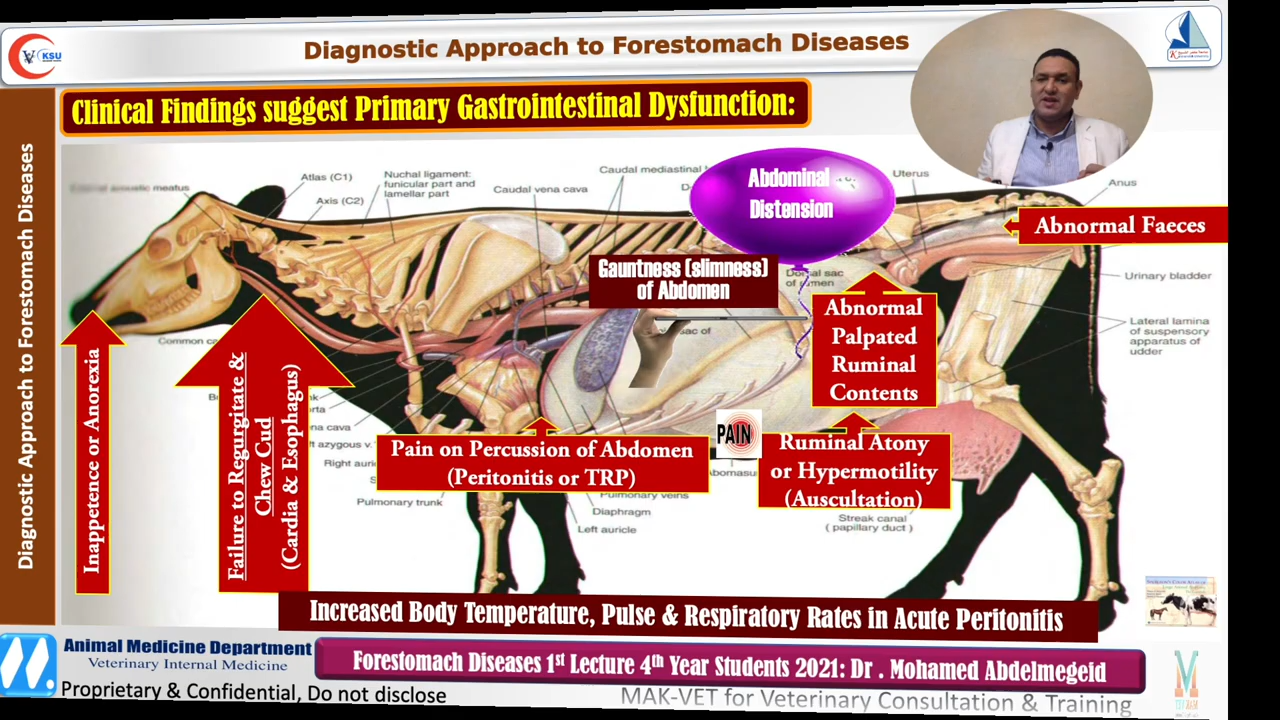 Diagnostic Approach to Forestomach Diseases
KSU
Clinical Findings suggest Primary Gastrointestinal Dysfunction:
Diagnostic Approach to Forestomach Diseases
External acoustic meatus
Atlas (C1)
Axis (C2)
Nuchal ligament:
funicular part and
lamellar part
Caudal vena cava
Caudal mediastinal
Uterus
Anus
Abdominal
Distension
Abnormal Faeces
Gauntness (slimness)
of Abdomen
Dorsal sac
of rumen
Urinary bladder
Abnormal
Palpated
Ruminal
Contents
Lateral lamina
of suspensory
apparatus of
udder
sac of
Common ca
Inappetence or Anorexia
Failure to Regurgitate &
Chew Cud
(Cardia & Esophagus)
na cava
ft azygous v.
Right auric
Pulmonary trunk
Pain on Percussion of Abdomen
(Peritonitis or TRP)
PAIN
Ruminal Atony
or Hypermotility
(Auscultation)
Abomasu
Pulmonary veins
Diaphragm
Left auricle
Streak canal
( papillary duct )
Increased Body Temperature, Pulse & Respiratory Rates in Acute Peritonitis
Animal Medicine Department
Veterinary Internal Medicine
Forestomach Diseases 1st Lecture 4th Year Students 2021: Dr . Mohamed Abdelmegeid
Proprietary & Confidential, Do not disclose
MAK-VET for Veterinary Consultation & Training